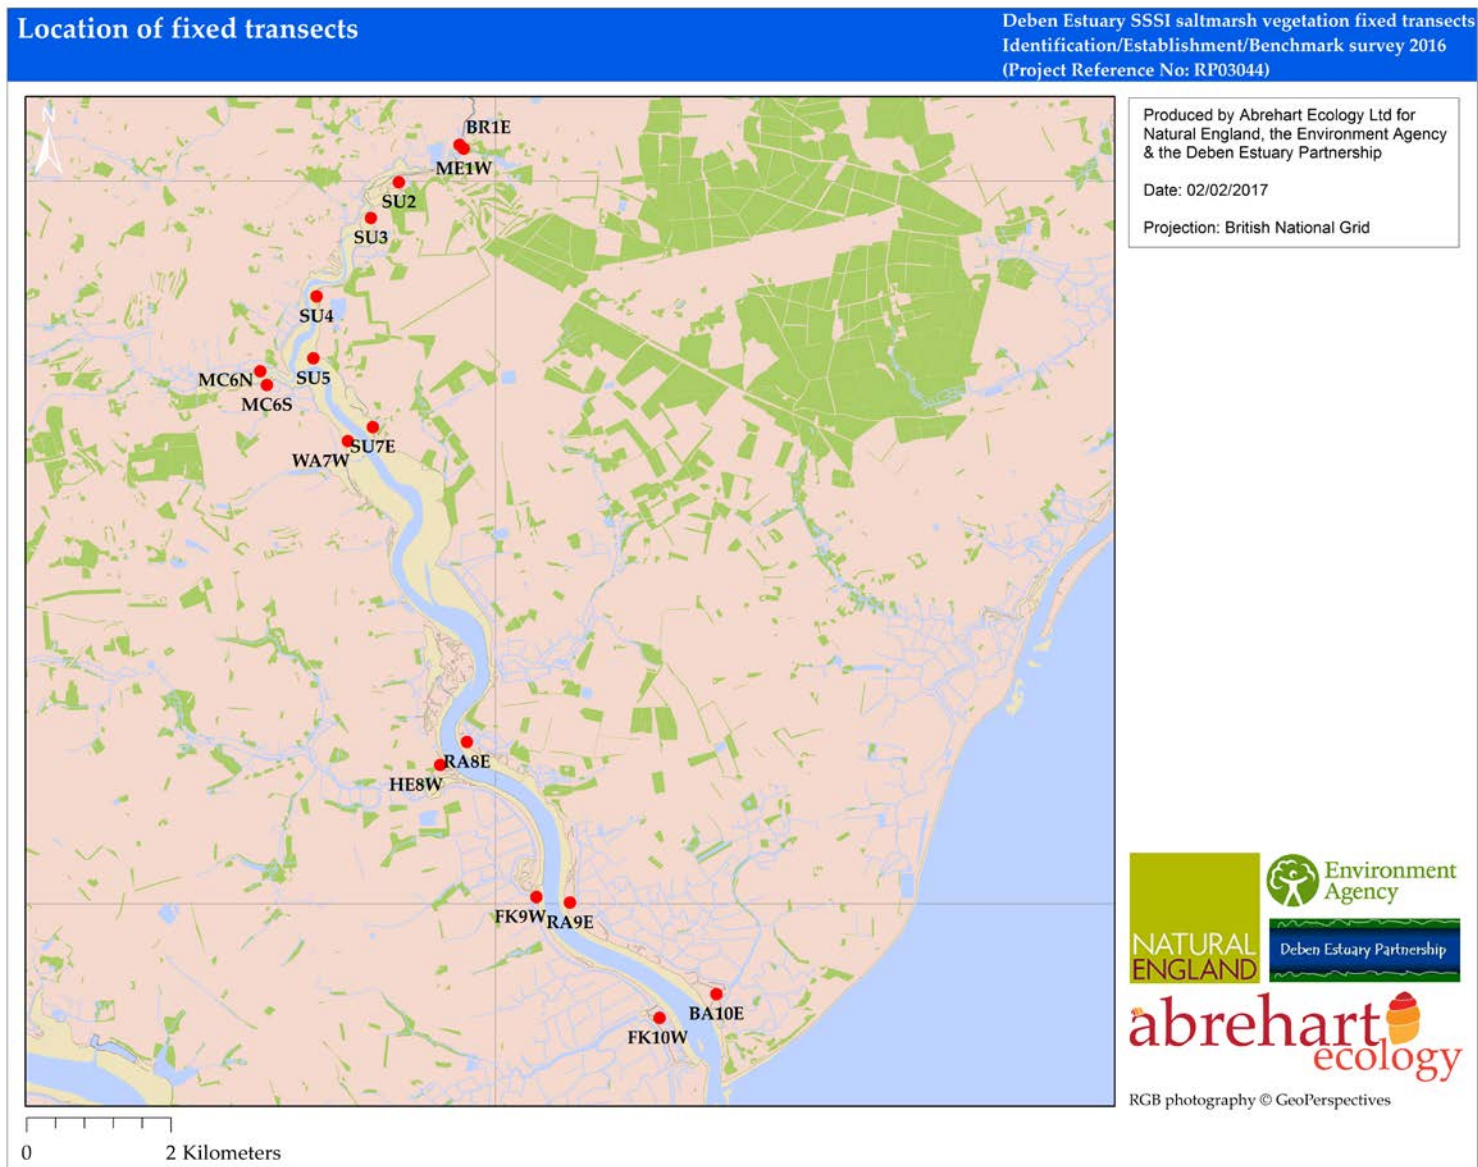 Location of fixed transects
Deben Estuary SSSI saltmarsh vegetation fixed transects
Identification/Establishment/Benchmark survey 2016
(Project Reference No: RP03044)
Produced by Abrehart Ecology Ltd for
Natural England, the Environment Agency
& the Deben Estuary Partnership
Date: 02/02/2017
Projection: British National Grid
N
BR1E
ME1W
SU2
SU3
SU4
SU5
MC6N
MC6S
SU7E
WA7W
RA8E
HE8W
FK9W
RA9E
BA10E
FK10W
NATURAL
ENGLAND
Environment
Agency
Deben Estuary Partnership
abrehart
ecology
RGB photography © GeoPerspectives
0 2 Kilometers